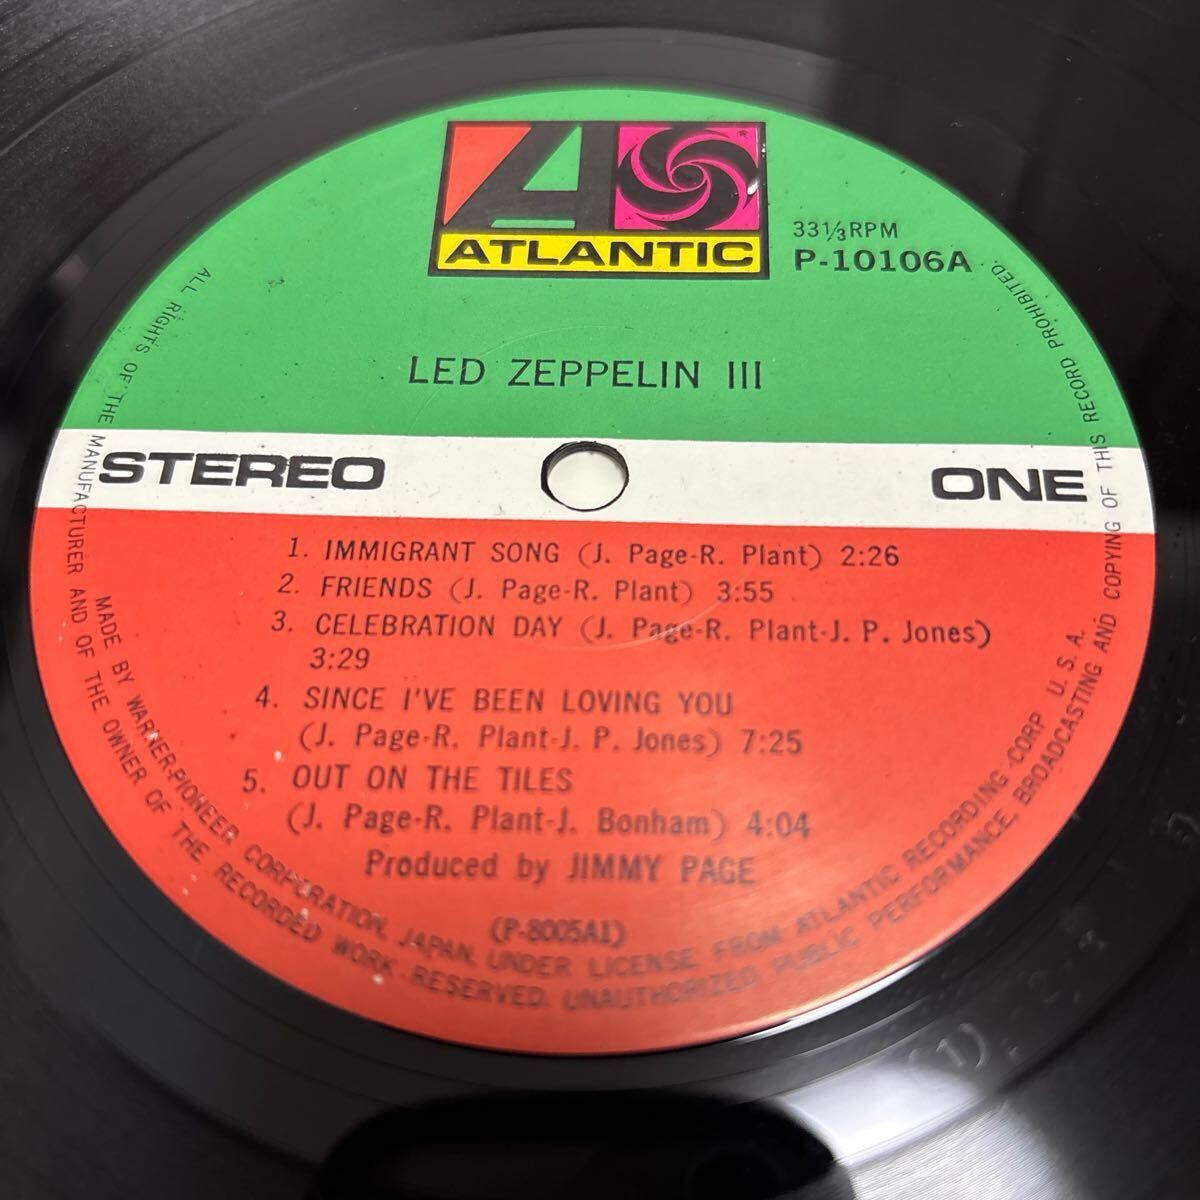 ATLANTIC
33⅓RPM
P-10106A
LED ZEPPELIN III
STEREO
ONE
1. IMMIGRANT SONG (J. Page-R. Plant) 2:26
2. FRIENDS (J. Page-R. Plant) 3:55
3. CELEBRATION DAY (J. Page-R. Plant-J. P. Jones)
3:29
4. SINCE I'VE BEEN LOVING YOU
(J. Page-R. Plant-J. P. Jones) 7:25
5. OUT ON THE TILES
(J. Page-R. Plant-J. Bonham) 4:04
Produced by JIMMY PAGE
(P-8005A1)
MADE BY WARNER-PIONEER CORPORATION, JAPAN, UNDER LICENSE FROM ATLANTIC RECORDING CORP U. S. A.
ALL RIGHTS OF THE MANUFACTURER AND OF THE OWNER OF THE RECORDED WORK RESERVED. UNAUTHORIZED PUBLIC PERFORMANCE, BROADCASTING AND COPYING OF THIS RECORD PROHIBITED.